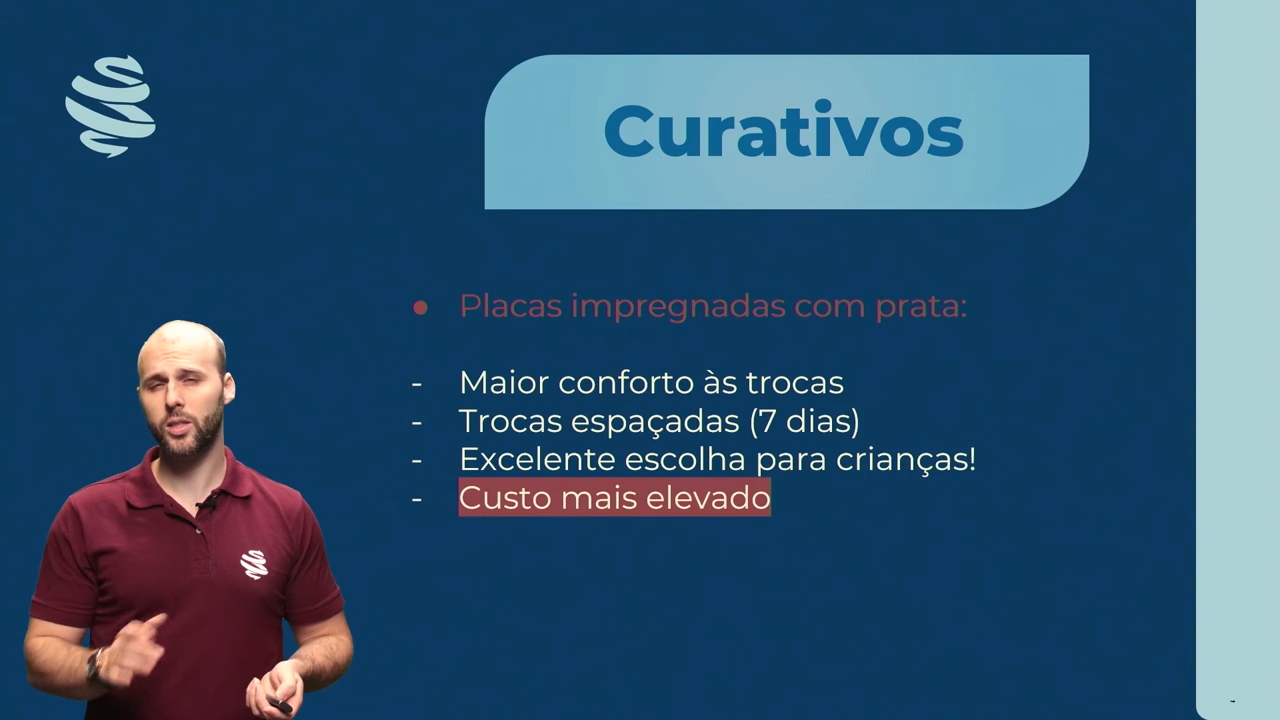 Curativos
● Placas impregnadas com prata:
- Maior conforto às trocas
- Trocas espaçadas (7 dias)
- Excelente escolha para crianças!
- Custo mais elevado